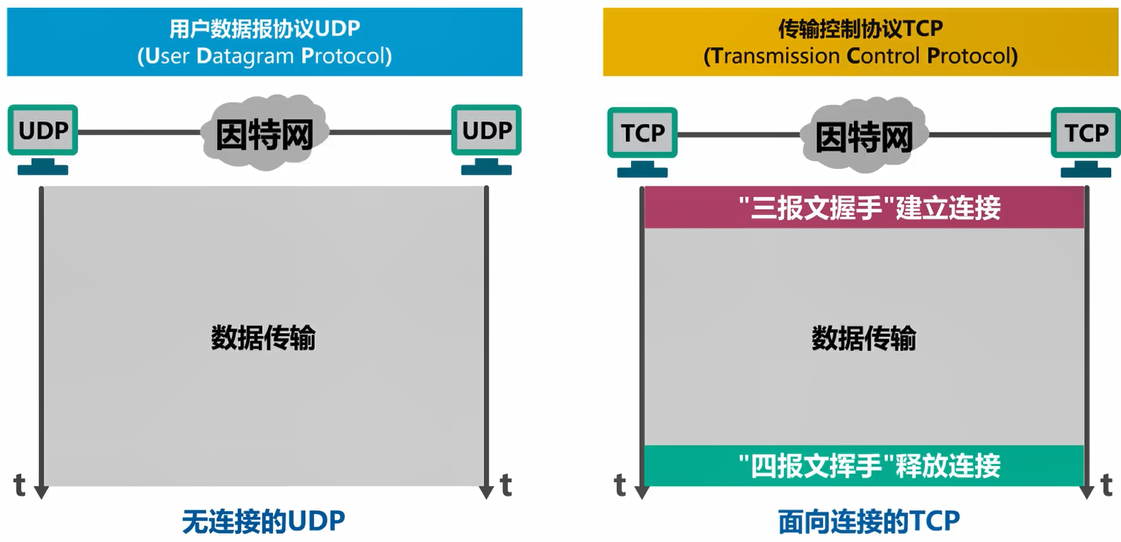 用户数据报协议UDP
(User Datagram Protocol)
UDP
因特网
UDP
数据传输
t
t
无连接的UDP
传输控制协议TCP
(Transmission Control Protocol)
TCP
因特网
TCP
"三报文握手"建立连接
数据传输
"四报文挥手"释放连接
t
t
面向连接的TCP